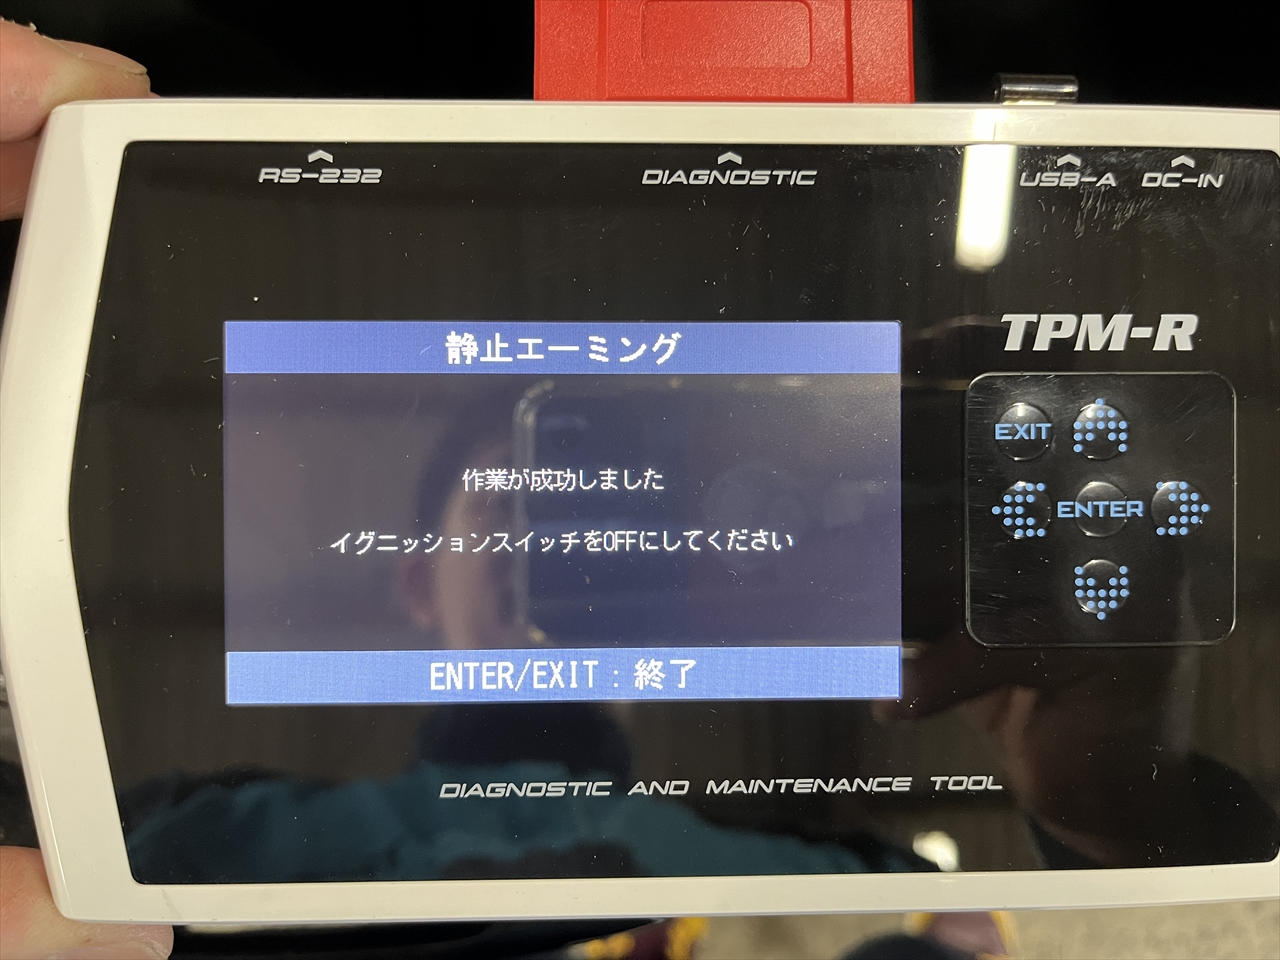 RS-232
DIAGNOSTIC
USB-A
DC-IN
静止エーミング
作業が成功しました
イグニッションスイッチをOFFにしてください
ENTER/EXIT：終了
TPM-R
EXIT
ENTER
DIAGNOSTIC AND MAINTENANCE TOOL